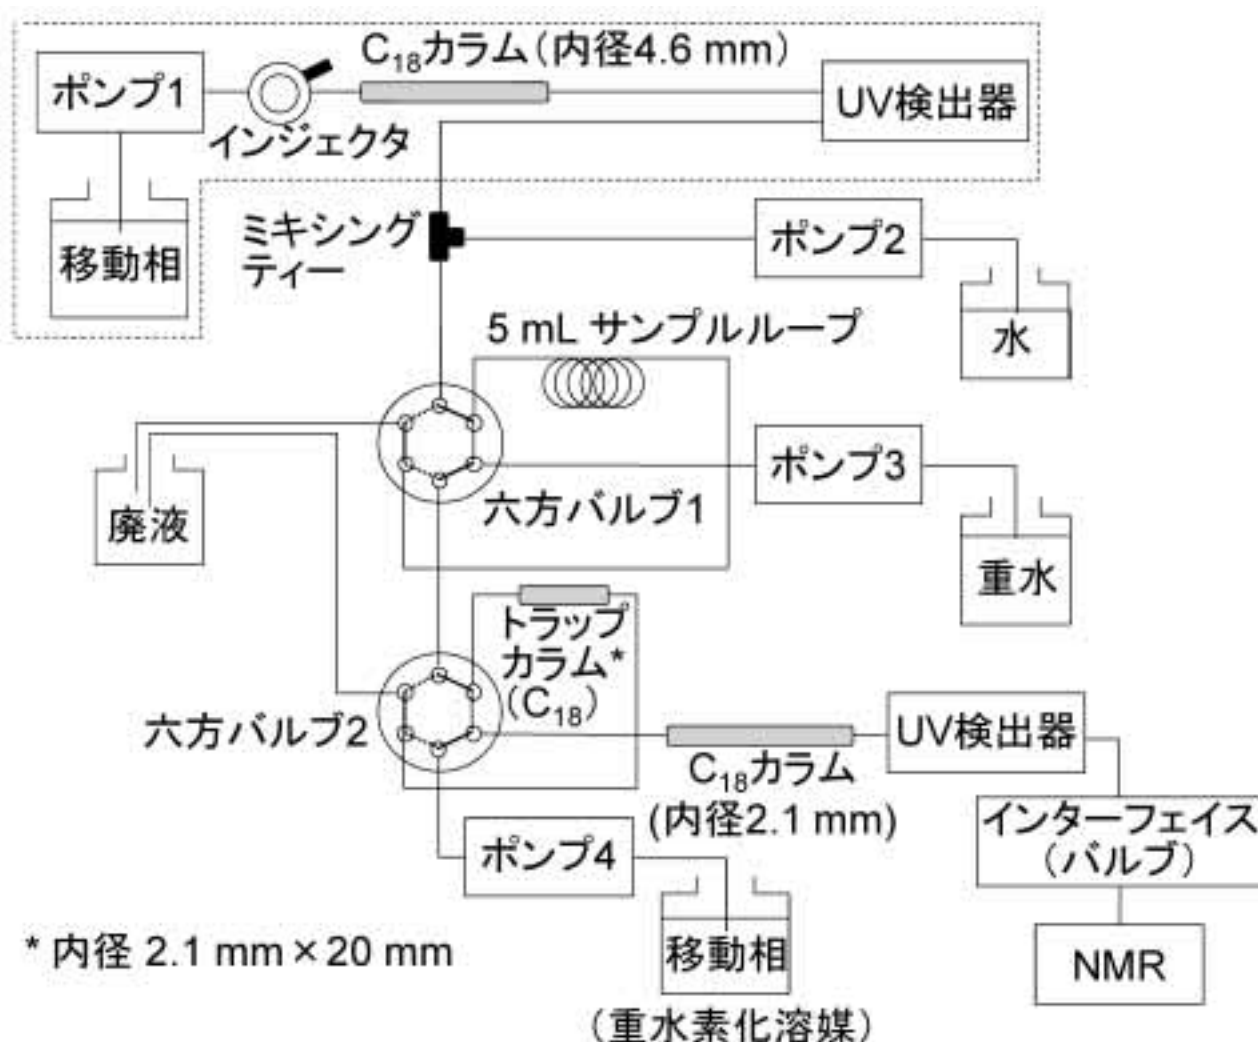 C₁₈カラム(内径4.6 mm)
ポンプ1
インジェクタ
UV検出器
移動相
ミキシング
ティー
ポンプ2
水
5 mL サンプルループ
廃液
六方バルブ1
ポンプ3
重水
トラップ
カラム*
(C₁₈)
六方バルブ2
C₁₈カラム
(内径2.1 mm)
UV検出器
インターフェイス
(バルブ)
NMR
ポンプ4
移動相
(重水素化溶媒)
* 内径 2.1 mm×20 mm